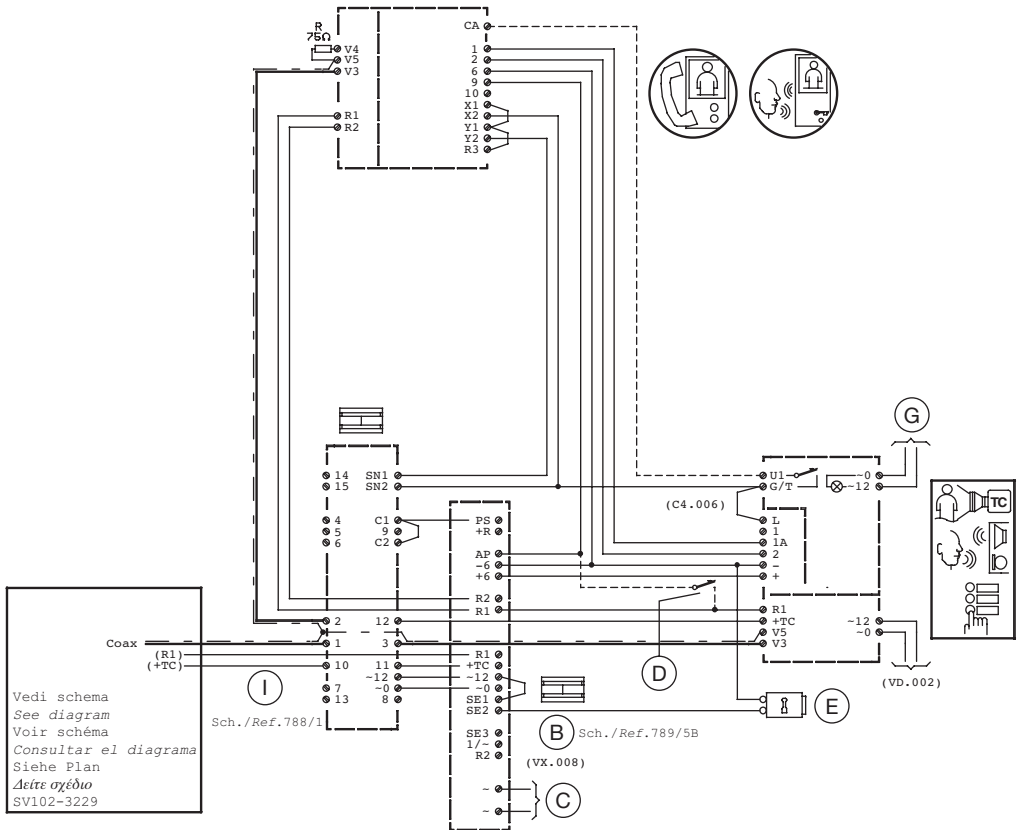 R
75Ω
V4
V5
V3
R1
R2
CA
1
2
6
9
10
X1
X2
Y1
Y2
R3
14 SN1
15 SN2
4 C1
5 9
6 C2
2 12
1 3
10 11
~12
7 ~0
13 8
PS
+R
AP
-6
+6
R2
R1
R1
+TC
~12
~0
SE1
SE2
SE3
1/~
R2
~
~
U1 ~0
G/T ~12
(C4.006)
L
1
1A
2
-
+
R1
+TC ~12
V5 ~0
V3
(VD.002)
G
TC
D
E
I
Sch./Ref.788/1
B
Sch./Ref.789/5B
(VX.008)
C
Coax
(R1)
(+TC)
Vedi schema
See diagram
Voir schéma
Consultar el diagrama
Siehe Plan
Δείτε σχέδιο
SV102-3229